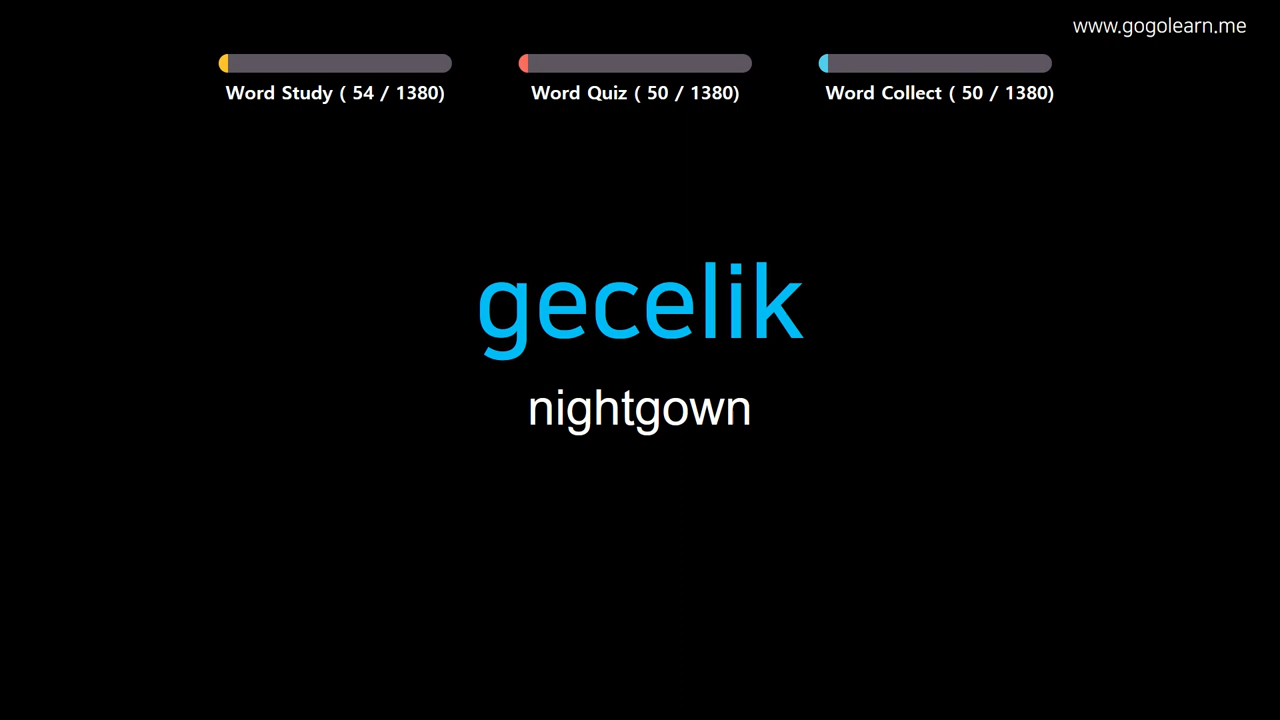 www.gogolearn.me
Word Study ( 54 / 1380)
Word Quiz ( 50 / 1380)
Word Collect ( 50 / 1380)
gecelik
nightgown